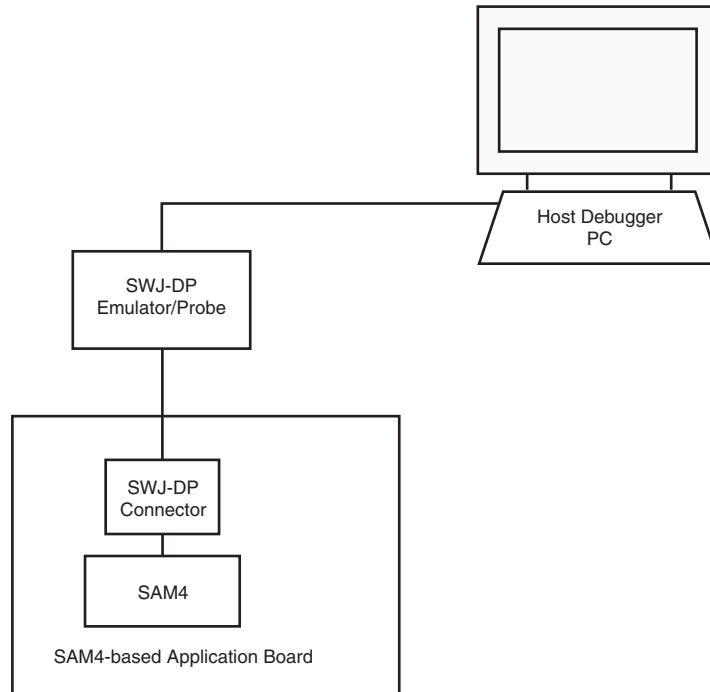 Host Debugger
PC
SWJ-DP
Emulator/Probe
SWJ-DP
Connector
SAM4
SAM4-based Application Board